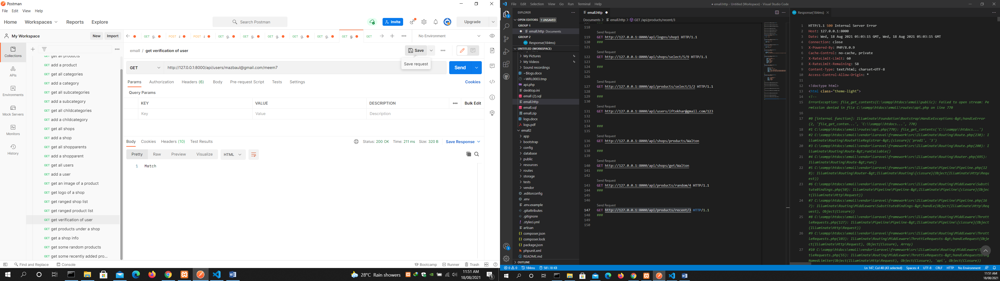 Postman
File Edit View Help
Home Workspaces Reports Explore
Search Postman
Invite
Upgrade
My Workspace
New Import
GET g.
POST
POST
GET g.
GET g.
GET g.
GET g.
GET g.
GET g.
GET
No Environment
Collections
APIs
Environments
Mock Servers
Monitors
History
GET get all products
GET add a product
GET get all categories
GET add a category
GET get all subcategories
GET add a subcategory
GET get all childcategories
GET add a childcategory
GET get all shops
GET add a shop
GET get all shopparents
GET add a shopparent
GET get all users
GET add a user
GET get an image of a product
GET get logo of a shop
GET get ranged shop list
GET get ranged product list
GET get verification of user
GET get products under a shop
GET get a shop info
GET get some random products
GET get some recently added pro...
emall / get verification of user
Save
Save request
GET http://127.0.0.1:8000/api/users/mazbaul@gmail.com/meem7
Send
Params Authorization Headers (6) Body Pre-request Script Tests Settings Cookies
Query Params
KEY VALUE DESCRIPTION Bulk Edit
Key Value Description
Body Cookies Headers (10) Test Results Status: 200 OK Time: 211 ms Size: 320 B Save Response
Pretty Raw Preview Visualize HTML
1 Match
Find and Replace Console
Bootcamp Runner Trash
28°C Rain showers
11:51 AM
18/08/2021
1
File Edit Selection View Go Run Terminal Help
● emall.http - Untitled (Workspace) - Visual Studio Code
EXPLORER
OPEN EDITORS 1 UNSAVED
GROUP 1
emall.http Documents
GROUP 2
Response(184ms)
UNTITLED (WORKSPACE)
My Pictures
My Videos
Sound recordings
~$logs.docx
~WRL0003.tmp
api.php
desktop.ini
emall (2).sql
emall.http
emall.sql
emall.zip
logs.docx
logs.pdf
emall2
app
bootstrap
config
database
public
resources
routes
storage
tests
vendor
.editorconfig
.env
.env.example
.gitattributes
.gitignore
.styleci.yml
artisan
composer.json
composer.lock
package.json
phpunit.xml
README.md
OUTLINE
emall.http
Documents > emall.http > GET /api/products/recent/3
117 ###
118
Send Request
119 GET http://127.0.0.1:8000/api/logos/shop1 HTTP/1.1
120 ###
121
Send Request
122 GET http://127.0.0.1:8000/api/shops/select/5/9 HTTP/1.1
123
124 ###
125
126
Send Request
127 GET http://127.0.0.1:8000/api/products/select/1/2 HTTP/1.1
128
129 ###
130
Send Request
131 GET http://127.0.0.1:8000/api/users/iftekhar@gmail.com/123
132
133
134 ###
135
Send Request
136 GET http://127.0.0.1:8000/api/shops/products/Walton
137
138 ###
139
Send Request
140 GET http://127.0.0.1:8000/api/shops/get/Walton
141 ###
142
Send Request
143 GET http://127.0.0.1:8000/api/products/random/4 HTTP/1.1
144 ###
145
146
Send Request
147 GET http://127.0.0.1:8000/api/products/recent/3 HTTP/1.1
148 ###
149
150
Response(184ms)
1 HTTP/1.1 500 Internal Server Error
2 Host: 127.0.0.1:8000
3 Date: Wed, 18 Aug 2021 05:03:15 GMT, Wed, 18 Aug 2021 05:03:15 GMT
4 Connection: close
5 X-Powered-By: PHP/8.0.9
6 Cache-Control: no-cache, private
7 X-RateLimit-Limit: 60
8 X-RateLimit-Remaining: 58
9 Content-Type: text/html; charset=UTF-8
10 Access-Control-Allow-Origin: *
11
12 <!doctype html>
13 <html class="theme-light">
14 <!--
15 ErrorException: file_get_contents(C:\xampp\htdocs\emall\public): Failed to open stream: Pe
rmission denied in file C:\xampp\htdocs\emall\routes\api.php on line 770
16
17 #0 [internal function]: Illuminate\Foundation\Bootstrap\HandleExceptions-&gt;handleError
(2, 'file_get_conten...', 'C:\\xampp\\htdocs...', 770)
18 #1 C:\xampp\htdocs\emall\routes\api.php(770): file_get_contents('C:\\xampp\\htdocs...')
19 #2 C:\xampp\htdocs\emall\vendor\laravel\framework\src\Illuminate\Routing\Route.php(230): I
lluminate\Routing\RouteFileRegistrar-&gt;{closure}('prod1', '3')
20 #3 C:\xampp\htdocs\emall\vendor\laravel\framework\src\Illuminate\Routing\Route.php(200): I
lluminate\Routing\Route-&gt;runCallable()
21 #4 C:\xampp\htdocs\emall\vendor\laravel\framework\src\Illuminate\Routing\Router.php(695):
Illuminate\Routing\Route-&gt;run()
22 #5 C:\xampp\htdocs\emall\vendor\laravel\framework\src\Illuminate\Pipeline\Pipeline.php(12
8): Illuminate\Routing\Router-&gt;Illuminate\Routing\{closure}(Object(Illuminate\Http\Requ
est))
23 #6 C:\xampp\htdocs\emall\vendor\laravel\framework\src\Illuminate\Routing\Middleware\Substi
tuteBindings.php(50): Illuminate\Pipeline\Pipeline-&gt;Illuminate\Pipeline\{closure}(Objec
t(Illuminate\Http\Request))
24 #7 C:\xampp\htdocs\emall\vendor\laravel\framework\src\Illuminate\Pipeline\Pipeline.php(16
7): Illuminate\Routing\Middleware\SubstituteBindings-&gt;handle(Object(Illuminate\Http\Req
uest), Object(Closure))
25 #8 C:\xampp\htdocs\emall\vendor\laravel\framework\src\Illuminate\Routing\Middleware\Thrott
leRequests.php(127): Illuminate\Pipeline\Pipeline-&gt;Illuminate\Pipeline\{closure}(Object
(Illuminate\Http\Request))
26 #9 C:\xampp\htdocs\emall\vendor\laravel\framework\src\Illuminate\Routing\Middleware\Thrott
leRequests.php(103): Illuminate\Routing\Middleware\ThrottleRequests-&gt;handleRequest(Obje
ct(Illuminate\Http\Request), Object(Closure), Array)
27 #10 C:\xampp\htdocs\emall\vendor\laravel\framework\src\Illuminate\Routing\Middleware\
leRequests.php(55): Illuminate\Routing\Middleware\ThrottleRequests-&gt;handleRequestUsing
NamedLimiter(Object(Illuminate\Http\Request), Object(Closure), 'api', Object(Closure))
0 0 184ms 581.18 KB
Ln 147, Col 48 (43 selected) Spaces: 4 UTF-8 CRLF HTTP No Environment
11:51 AM
18/08/2021